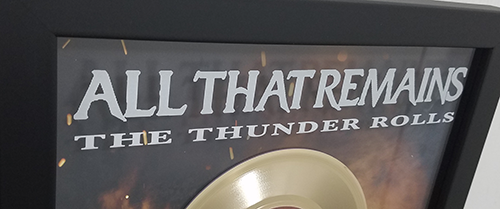 ALL THAT REMAINS
THE THUNDER ROLLS